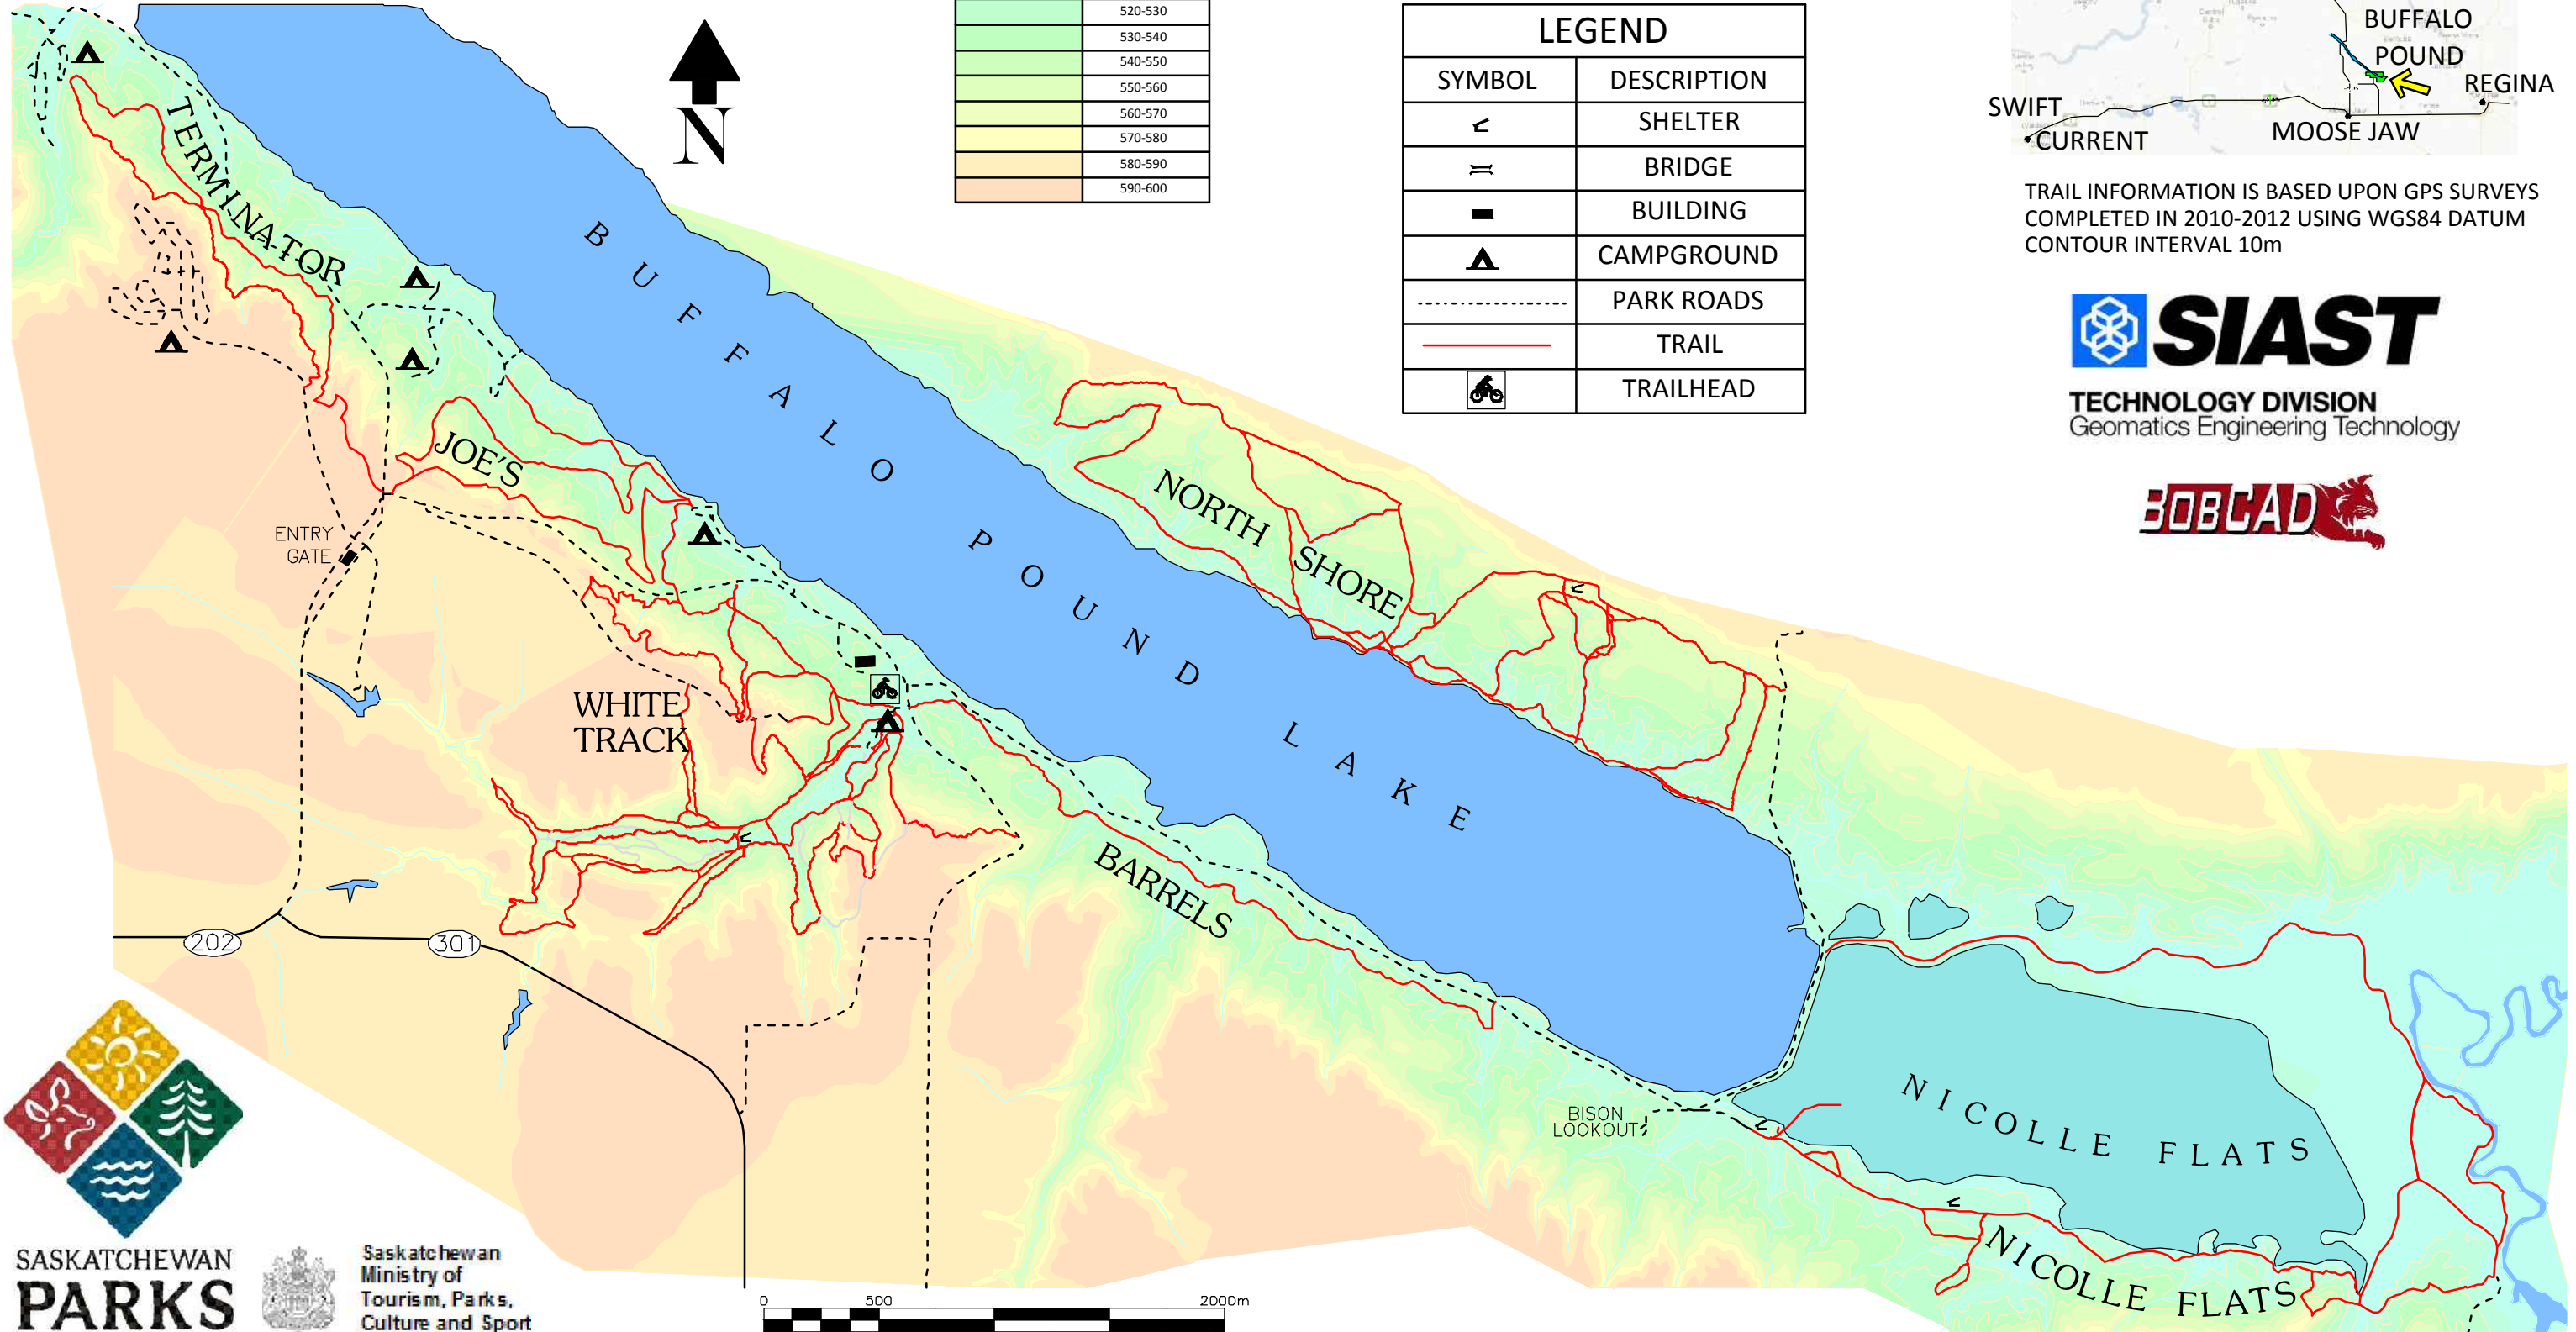 520-530
530-540
540-550
550-560
560-570
570-580
580-590
590-600
N
LEGEND
SYMBOL DESCRIPTION
SHELTER
BRIDGE
BUILDING
CAMPGROUND
PARK ROADS
TRAIL
TRAILHEAD
BUFFALO
POUND
REGINA
SWIFT
CURRENT
MOOSE JAW
TRAIL INFORMATION IS BASED UPON GPS SURVEYS
COMPLETED IN 2010-2012 USING WGS84 DATUM
CONTOUR INTERVAL 10m
SIAST
TECHNOLOGY DIVISION
Geomatics Engineering Technology
BOBCAD
TERMINATOR
BUFFALO POUND LAKE
JOE'S
NORTH SHORE
ENTRY
GATE
WHITE
TRACK
BARRELS
202
301
BISON
LOOKOUT
NICOLLE FLATS
NICOLLE FLATS
SASKATCHEWAN
PARKS
Saskatchewan
Ministry of
Tourism, Parks,
Culture and Sport
0 500 2000m